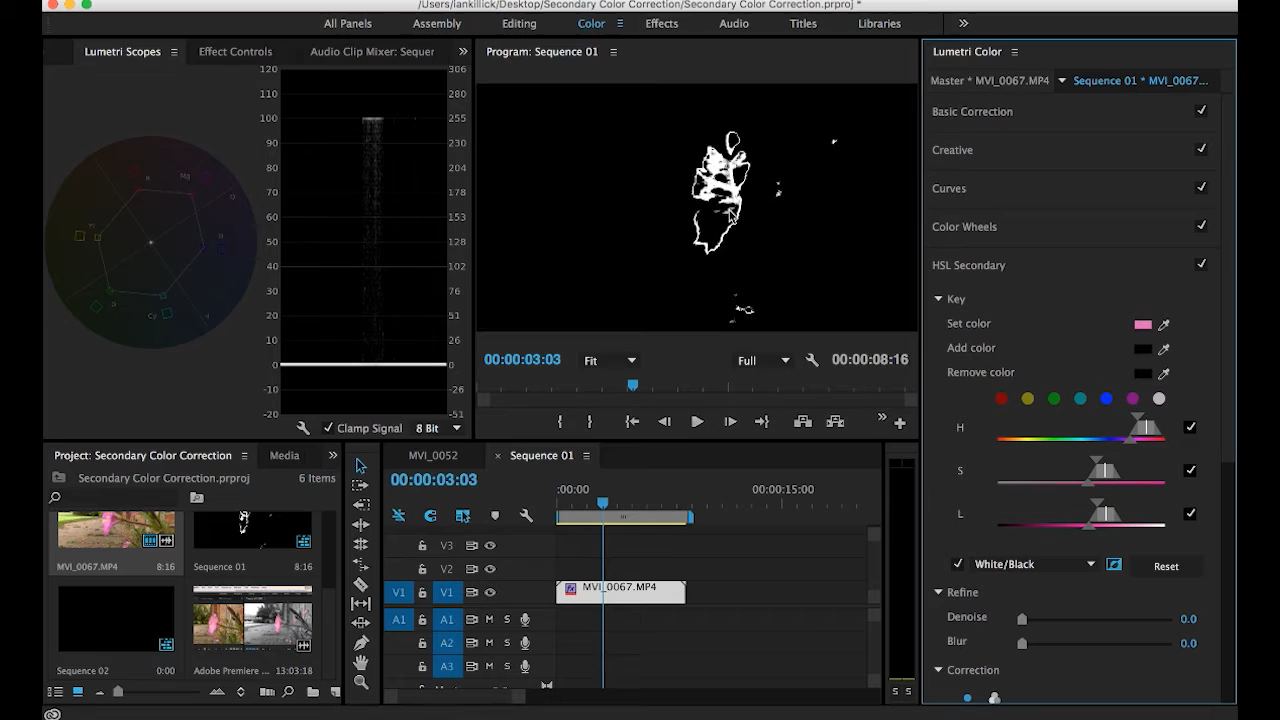 /Users/iankillick/Desktop/Secondary Color Correction/Secondary Color Correction.prproj *
All Panels Assembly Editing Color Effects Audio Titles Libraries
Lumetri Scopes Effect Controls Audio Clip Mixer: Sequer
Program: Sequence 01
Lumetri Color
Master * MVI_0067.MP4 Sequence 01 * MVI_0067...
120 306
110 280
100 255
90 230
80 204
70 178
60 153
50 128
40 102
30 76
20 51
10 26
0 0
-10 -26
-20 -51
Clamp Signal 8 Bit
00:00:03:03 Fit Full 00:00:08:16
Basic Correction
Creative
Curves
Color Wheels
HSL Secondary
Key
Set color
Add color
Remove color
H
S
L
White/Black Reset
Refine
Denoise 0.0
Blur 0.0
Correction
Project: Secondary Color Correction Media
Secondary Color Correction.prproj 6 Items
MVI_0067.MP4 8:16
Sequence 01 8:16
Sequence 02 0:00
Adobe Premiere ... 13:03:18
MVI_0052 Sequence 01
00:00:03:03
:00:00 00:00:15:00
V3
V2
V1 V1 MVI_0067.MP4
A1 A1 M S
A2 M S
A3 M S
S S